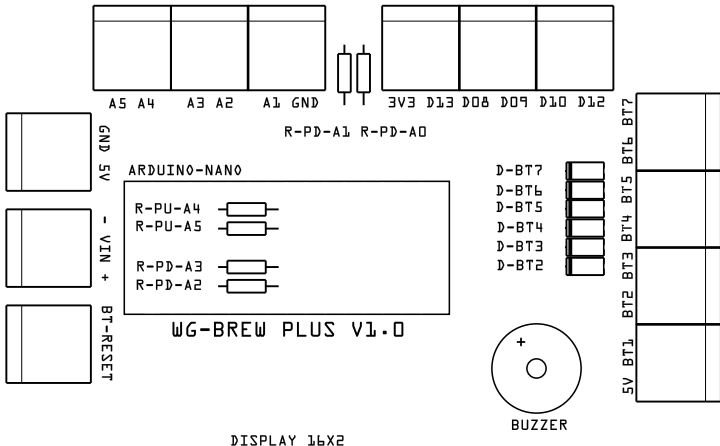 A5 A4 A3 A2 A1 GND 3V3 D13 D08 D09 D10 D12
R-PD-A1 R-PD-A0
GND 5V
- VIN +
BT-RESET
ARDUINO-NANO
R-PU-A4
R-PU-A5
R-PD-A3
R-PD-A2
WG-BREW PLUS V1.0
D-BT7
D-BT6
D-BT5
D-BT4
D-BT3
D-BT2
5V BT1 BT2 BT3 BT4 BT5 BT6 BT7
+
BUZZER
DISPLAY 16X2